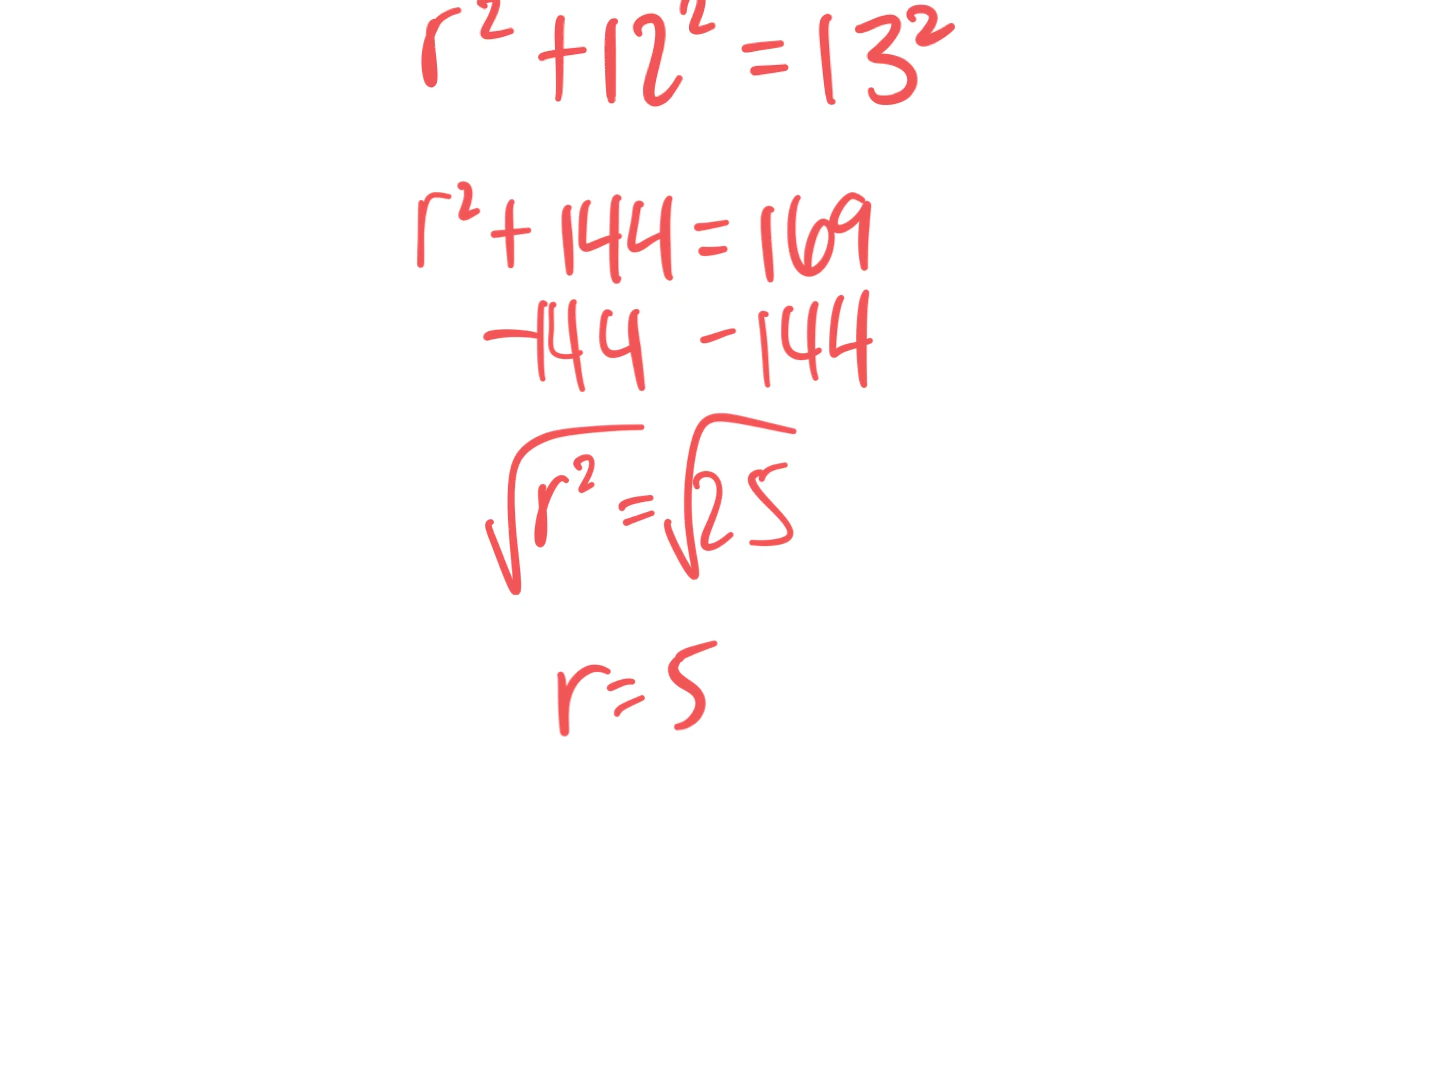 r² + 12² = 13²
r² + 144 = 169
-144 -144
√r² = √25
r = 5